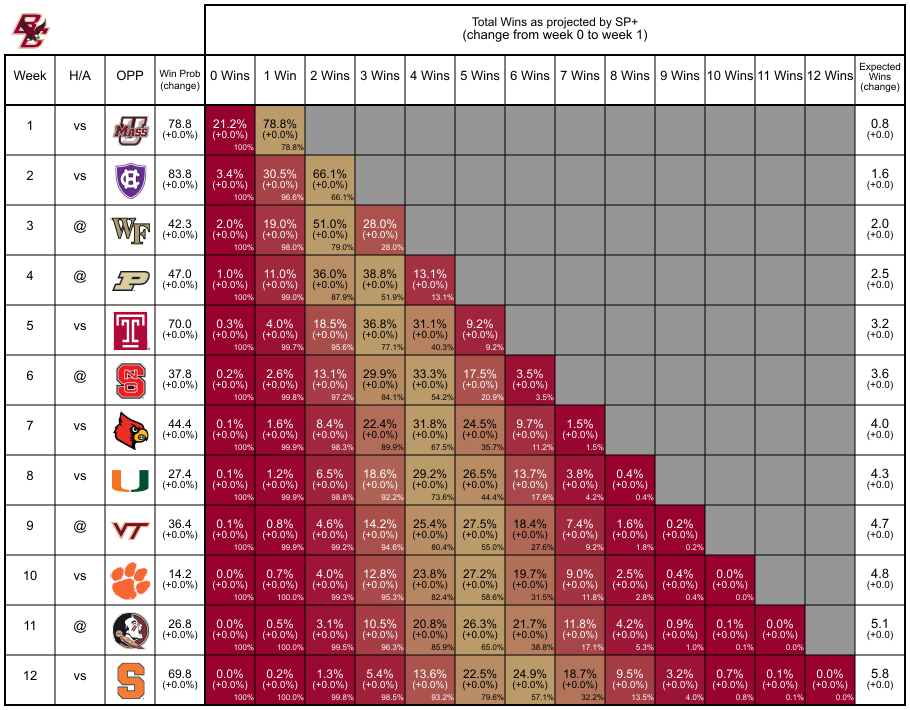 BC
Total Wins as projected by SP+
(change from week 0 to week 1)
Week H/A OPP Win Prob (change) 0 Wins 1 Win 2 Wins 3 Wins 4 Wins 5 Wins 6 Wins 7 Wins 8 Wins 9 Wins 10 Wins 11 Wins 12 Wins Expected Wins (change)
1 vs U MASS 78.8 21.2% 78.8% 0.8
(+0.0%) (+0.0%) (+0.0%) (+0.0)
100% 78.8%
2 vs HC 83.8 3.4% 30.5% 66.1% 1.6
(+0.0%) (+0.0%) (+0.0%) (+0.0%) (+0.0)
100% 96.6% 66.1%
3 @ WF 42.3 2.0% 19.0% 51.0% 28.0% 2.0
(+0.0%) (+0.0%) (+0.0%) (+0.0%) (+0.0%) (+0.0)
100% 98.0% 79.0% 28.0%
4 @ P 47.0 1.0% 11.0% 36.0% 38.8% 13.1% 2.5
(+0.0%) (+0.0%) (+0.0%) (+0.0%) (+0.0%) (+0.0%) (+0.0)
100% 99.0% 87.9% 51.9% 13.1%
5 vs T 70.0 0.3% 4.0% 18.5% 36.8% 31.1% 9.2% 3.2
(+0.0%) (+0.0%) (+0.0%) (+0.0%) (+0.0%) (+0.0%) (+0.0%) (+0.0)
100% 99.7% 95.6% 77.1% 40.3% 9.2%
6 @ NCS 37.8 0.2% 2.6% 13.1% 29.9% 33.3% 17.5% 3.5% 3.6
(+0.0%) (+0.0%) (+0.0%) (+0.0%) (+0.0%) (+0.0%) (+0.0%) (+0.0%) (+0.0)
100% 99.8% 97.2% 84.1% 54.2% 20.9% 3.5%
7 vs 44.4 0.1% 1.6% 8.4% 22.4% 31.8% 24.5% 9.7% 1.5% 4.0
(+0.0%) (+0.0%) (+0.0%) (+0.0%) (+0.0%) (+0.0%) (+0.0%) (+0.0%) (+0.0%) (+0.0)
100% 99.9% 98.3% 89.9% 67.5% 35.7% 11.2% 1.5%
8 vs U 27.4 0.1% 1.2% 6.5% 18.6% 29.2% 26.5% 13.7% 3.8% 0.4% 4.3
(+0.0%) (+0.0%) (+0.0%) (+0.0%) (+0.0%) (+0.0%) (+0.0%) (+0.0%) (+0.0%) (+0.0%) (+0.0)
100% 99.9% 98.8% 92.2% 73.6% 44.4% 17.9% 4.2% 0.4%
9 @ VT 36.4 0.1% 0.8% 4.6% 14.2% 25.4% 27.5% 18.4% 7.4% 1.6% 0.2% 4.7
(+0.0%) (+0.0%) (+0.0%) (+0.0%) (+0.0%) (+0.0%) (+0.0%) (+0.0%) (+0.0%) (+0.0%) (+0.0%) (+0.0)
100% 99.9% 99.2% 94.6% 80.4% 55.0% 27.6% 9.2% 1.8% 0.2%
10 vs 14.2 0.0% 0.7% 4.0% 12.8% 23.8% 27.2% 19.7% 9.0% 2.5% 0.4% 0.0% 4.8
(+0.0%) (+0.0%) (+0.0%) (+0.0%) (+0.0%) (+0.0%) (+0.0%) (+0.0%) (+0.0%) (+0.0%) (+0.0%) (+0.0%) (+0.0)
100% 100.0% 99.3% 95.3% 82.4% 58.6% 31.5% 11.8% 2.8% 0.4% 0.0%
11 @ 26.8 0.0% 0.5% 3.1% 10.5% 20.8% 26.3% 21.7% 11.8% 4.2% 0.9% 0.1% 0.0% 5.1
(+0.0%) (+0.0%) (+0.0%) (+0.0%) (+0.0%) (+0.0%) (+0.0%) (+0.0%) (+0.0%) (+0.0%) (+0.0%) (+0.0%) (+0.0%) (+0.0)
100% 100.0% 99.5% 96.3% 85.9% 65.0% 38.8% 17.1% 5.3% 1.0% 0.1% 0.0%
12 vs S 69.8 0.0% 0.2% 1.3% 5.4% 13.6% 22.5% 24.9% 18.7% 9.5% 3.2% 0.7% 0.1% 0.0% 5.8
(+0.0%) (+0.0%) (+0.0%) (+0.0%) (+0.0%) (+0.0%) (+0.0%) (+0.0%) (+0.0%) (+0.0%) (+0.0%) (+0.0%) (+0.0%) (+0.0%) (+0.0)
100% 100.0% 99.8% 98.5% 93.2% 79.6% 57.1% 32.2% 13.5% 4.0% 0.8% 0.1% 0.0%